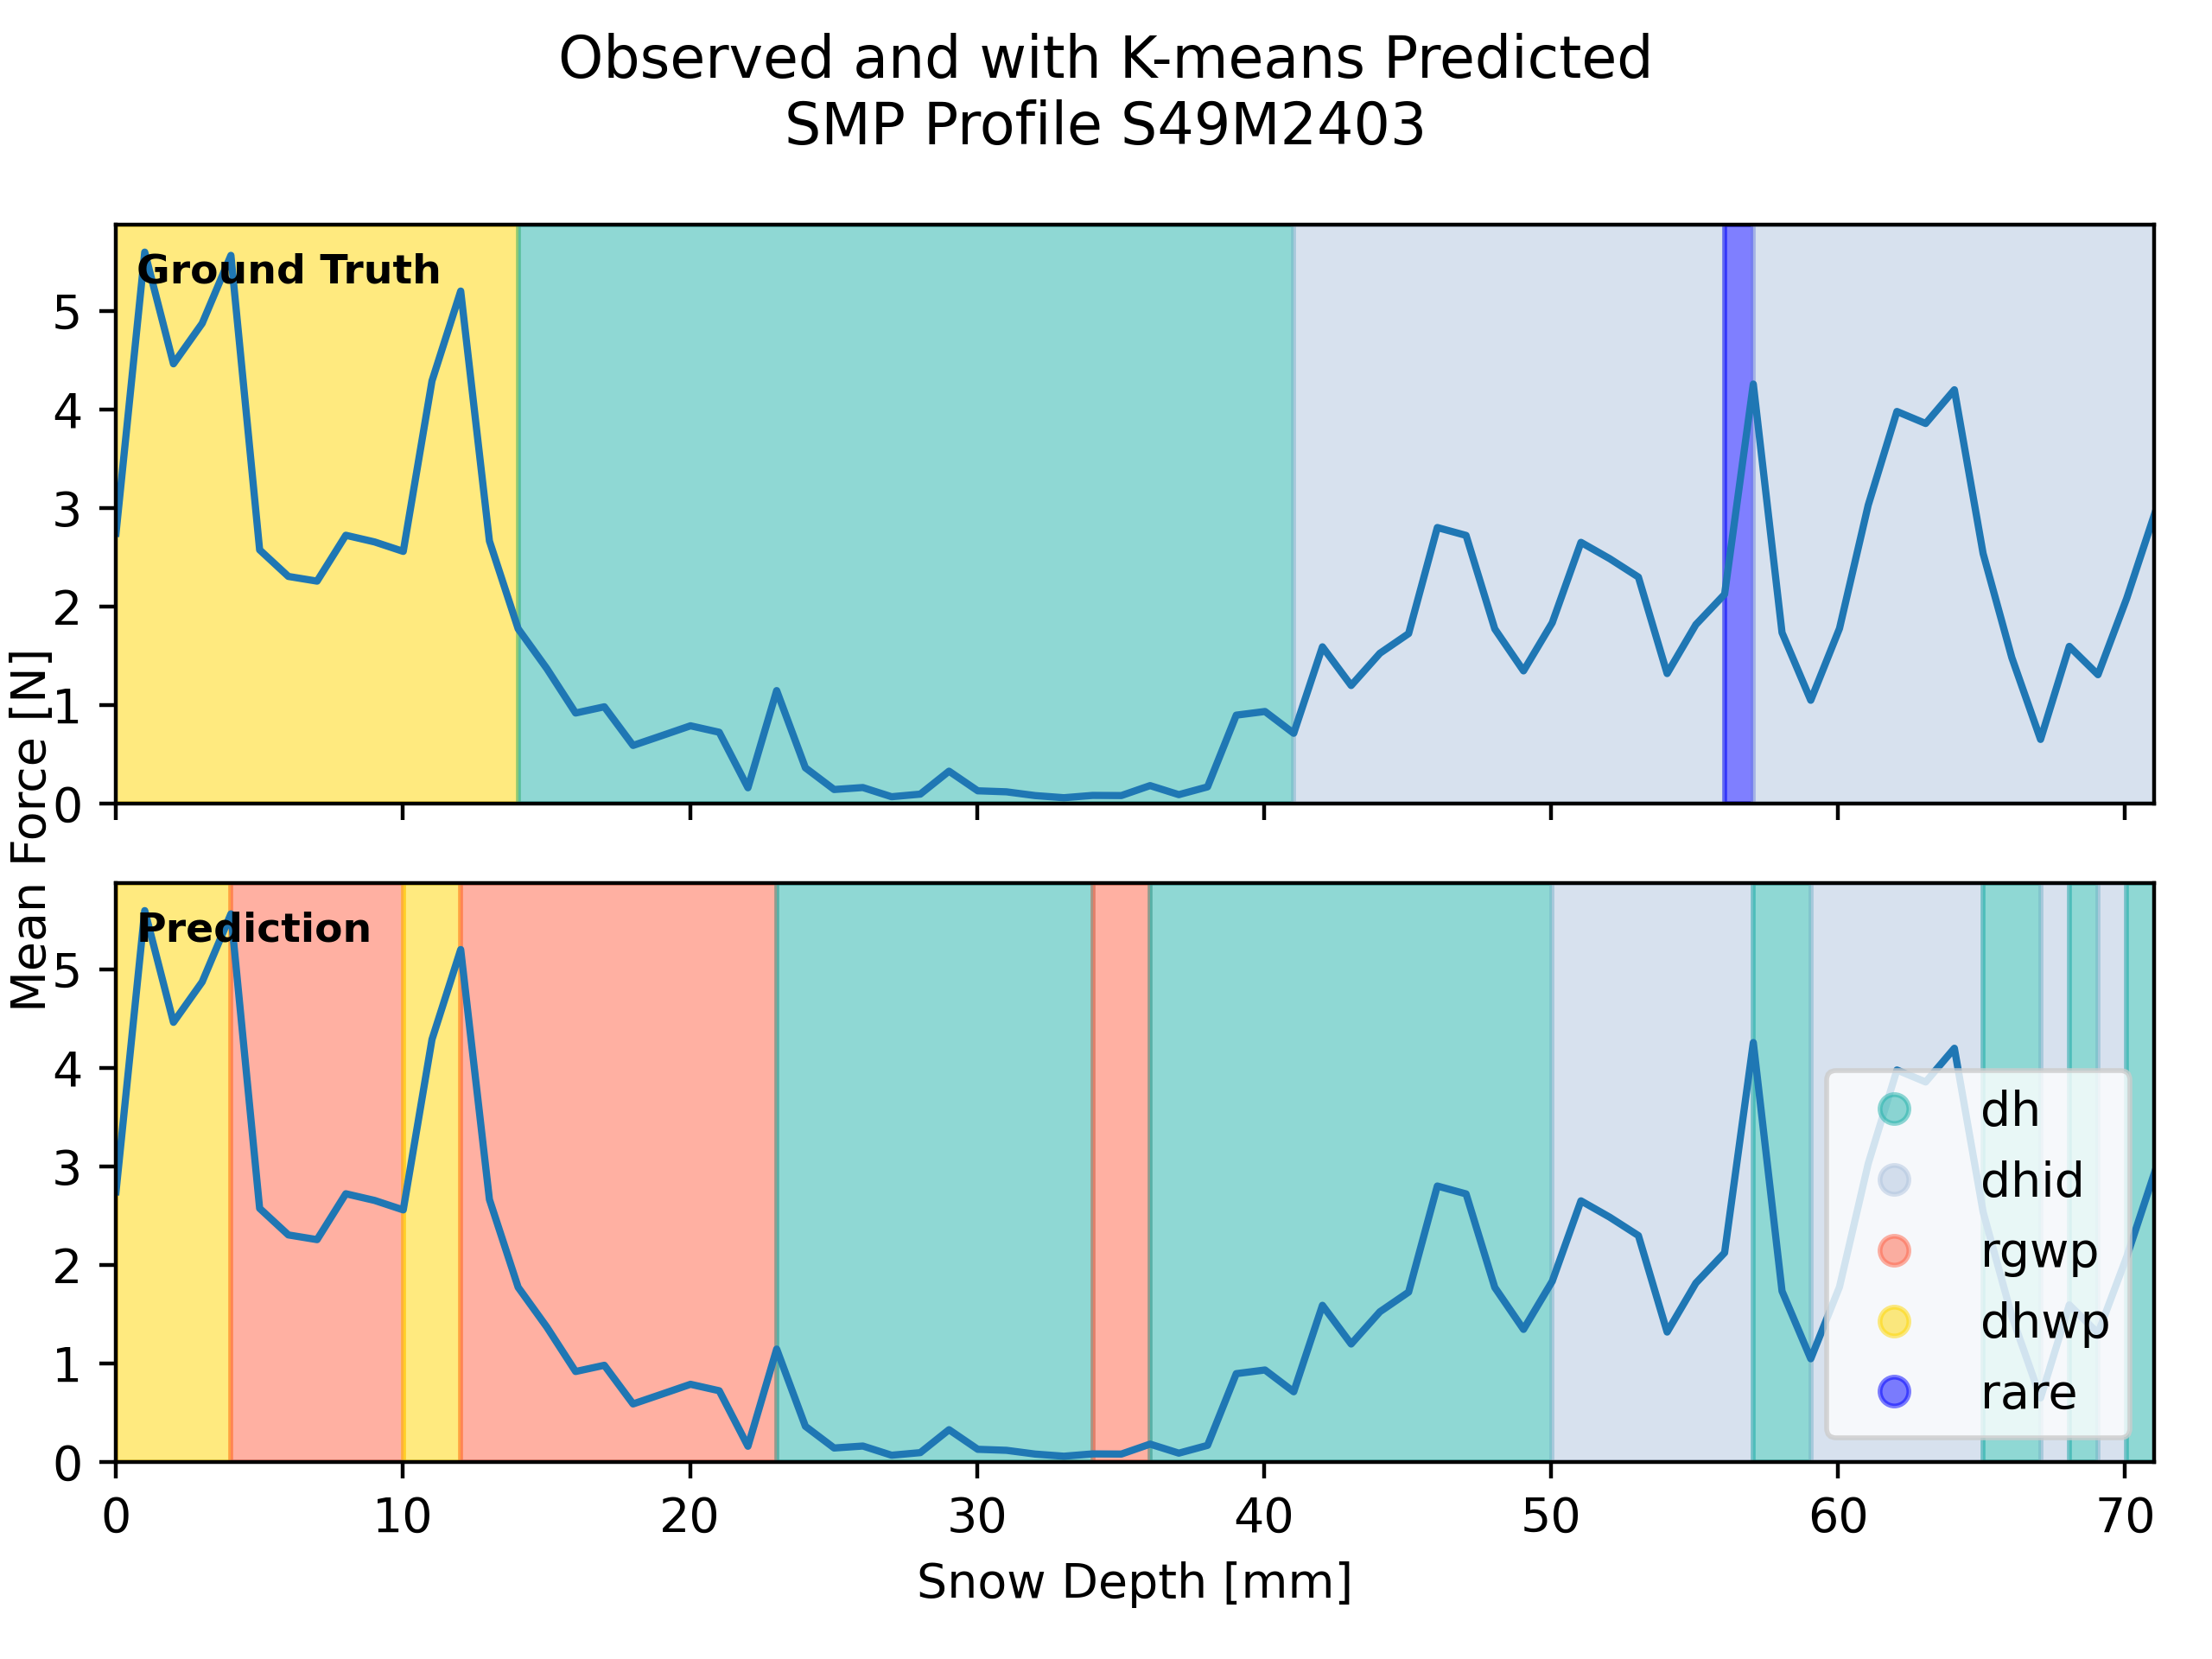 Observed and with K-means Predicted
SMP Profile S49M2403
Ground Truth
5
4
3
2
1
0
Mean Force [N]
Prediction
5
4
3
2
1
0
dh
dhid
rgwp
dhwp
rare
0 10 20 30 40 50 60 70
Snow Depth [mm]